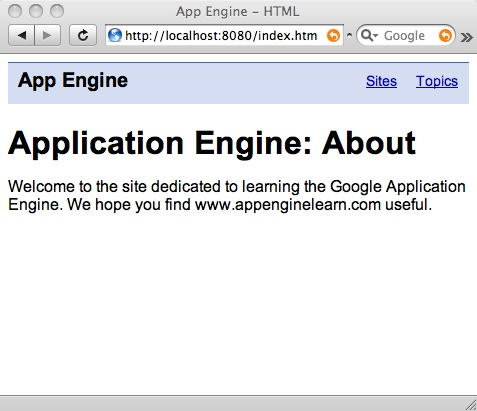 App Engine – HTML
http://localhost:8080/index.htm
Google
App Engine
Sites Topics
Application Engine: About
Welcome to the site dedicated to learning the Google Application
Engine. We hope you find www.appenginelearn.com useful.